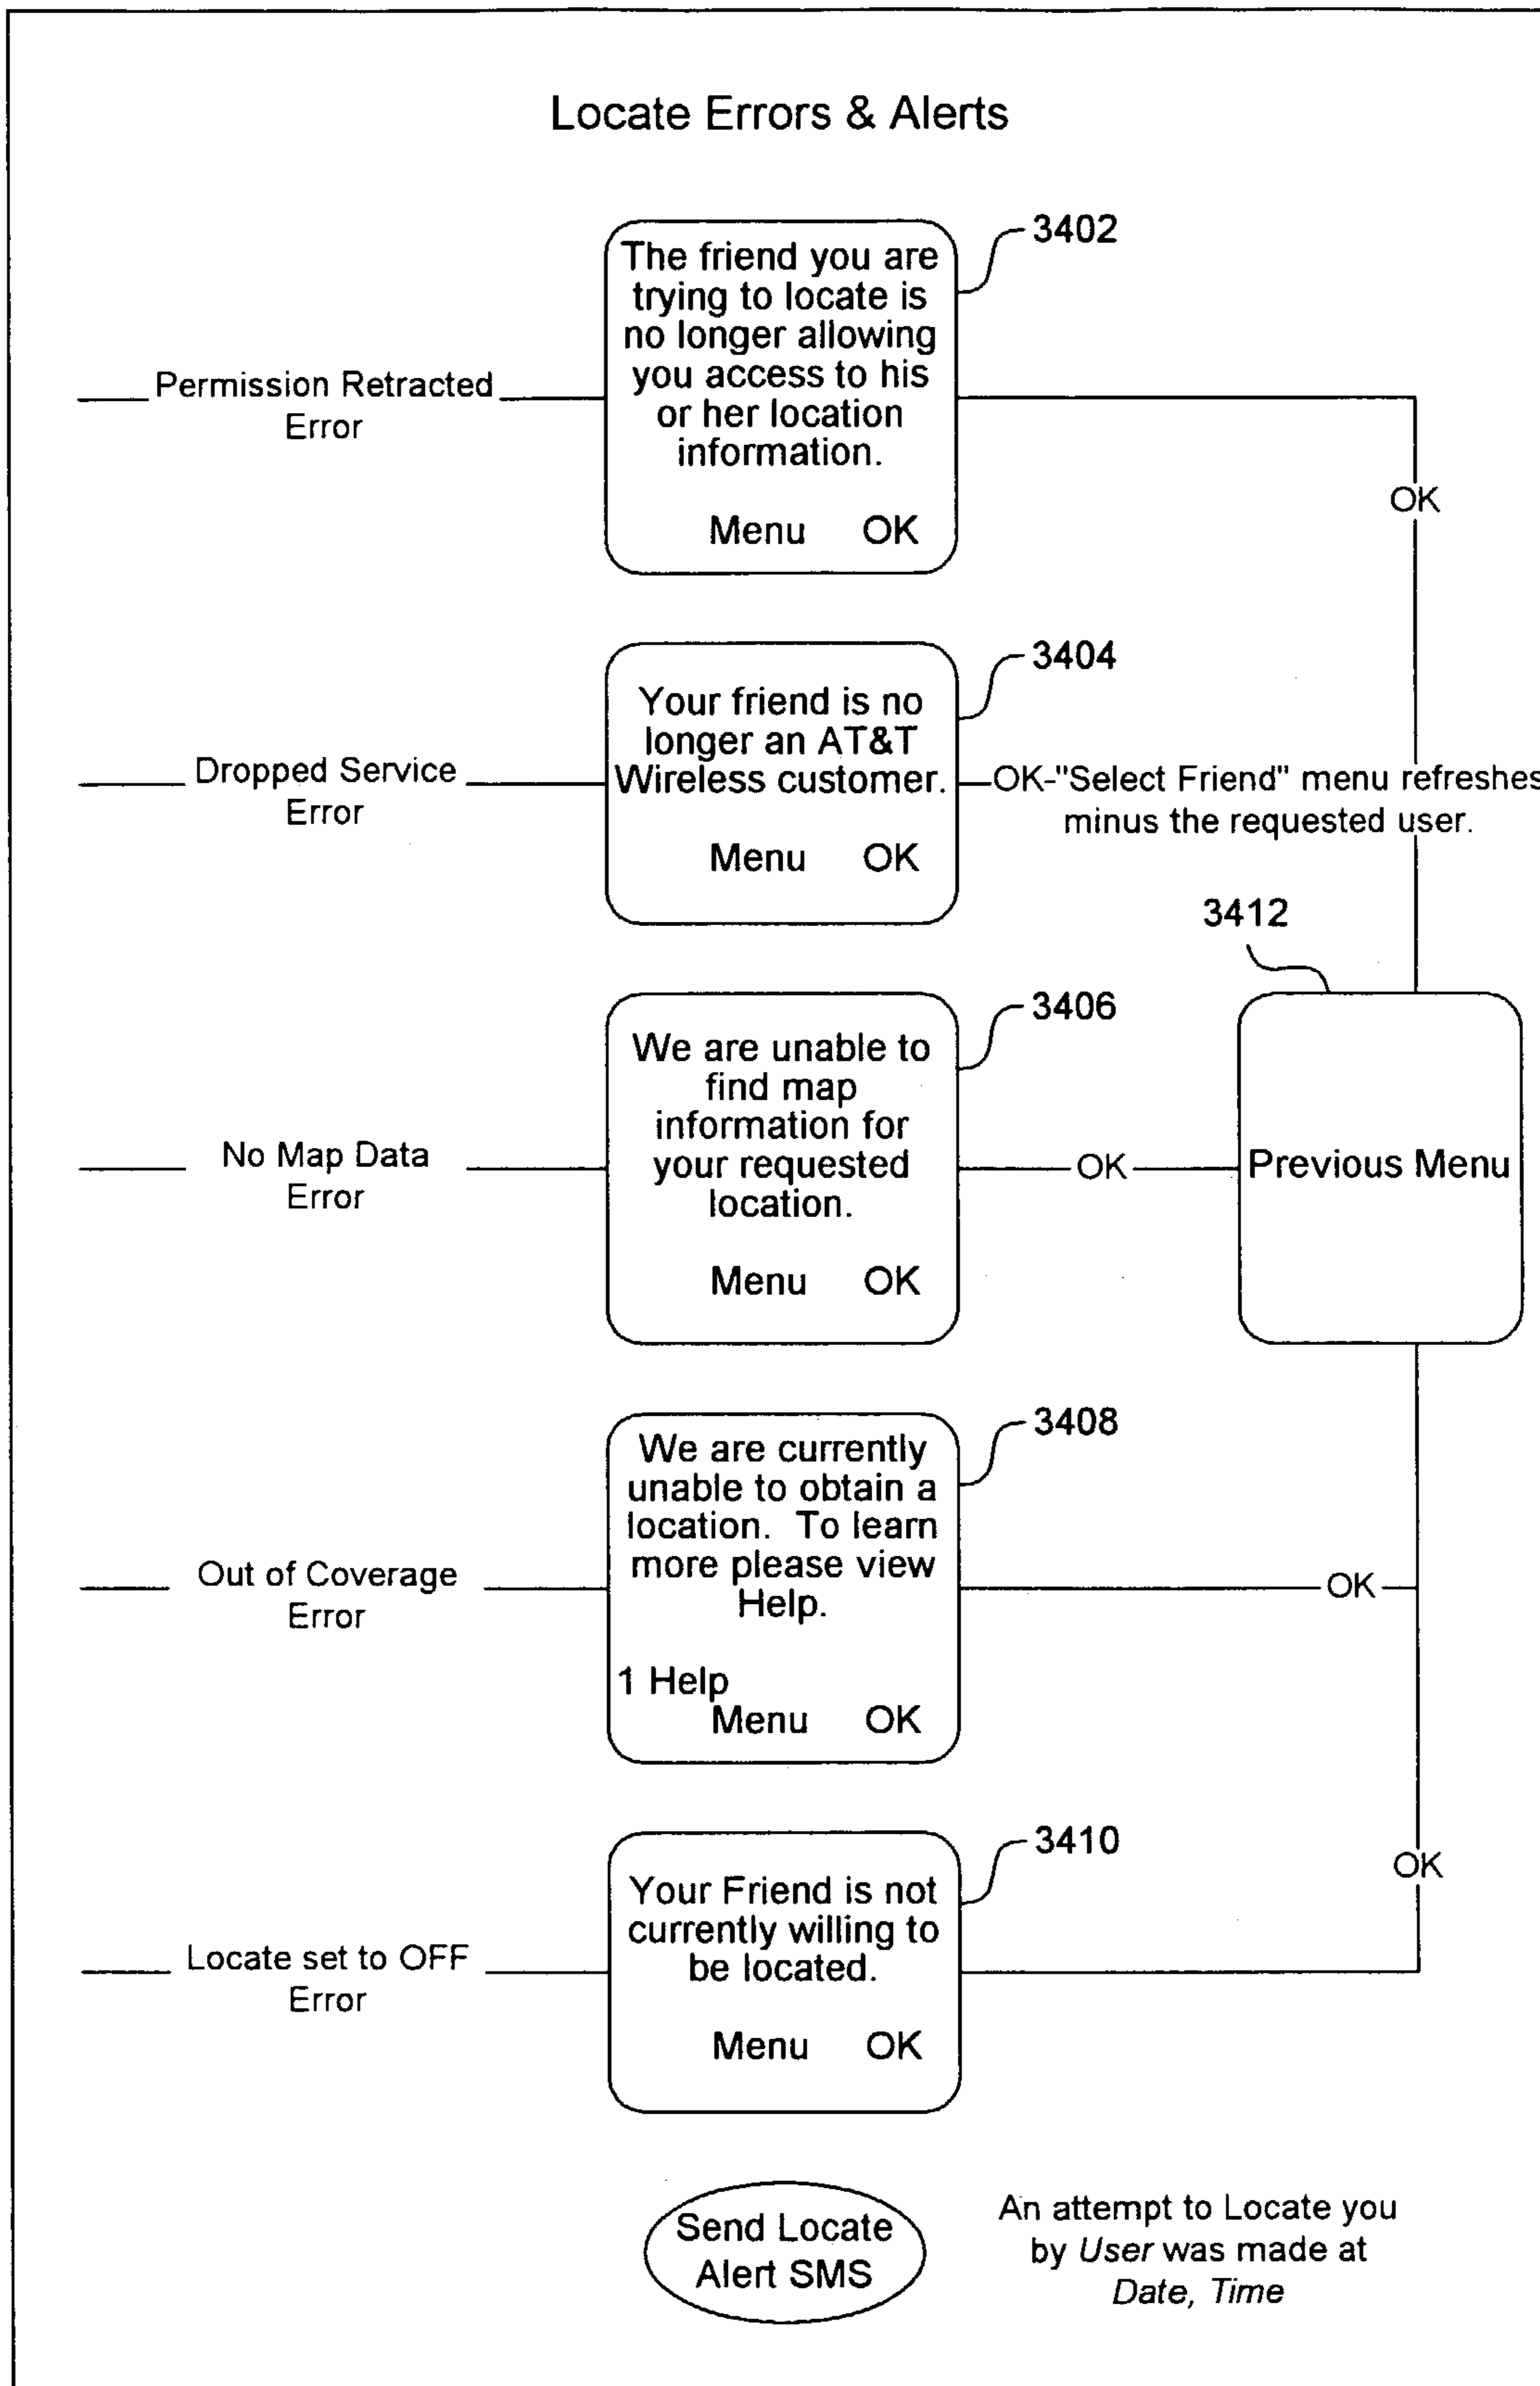 Locate Errors & Alerts
3402
The friend you are
trying to locate is
no longer allowing
you access to his
or her location
information.
Menu OK
Permission Retracted
Error
OK
3404
Your friend is no
longer an AT&T
Wireless customer.
Menu OK
Dropped Service
Error
OK-"Select Friend" menu refreshes
minus the requested user.
3412
3406
We are unable to
find map
information for
your requested
location.
Menu OK
No Map Data
Error
OK
Previous Menu
3408
We are currently
unable to obtain a
location. To learn
more please view
Help.
1 Help
Menu OK
Out of Coverage
Error
OK
3410
Your Friend is not
currently willing to
be located.
Menu OK
Locate set to OFF
Error
OK
Send Locate
Alert SMS
An attempt to Locate you
by User was made at
Date, Time